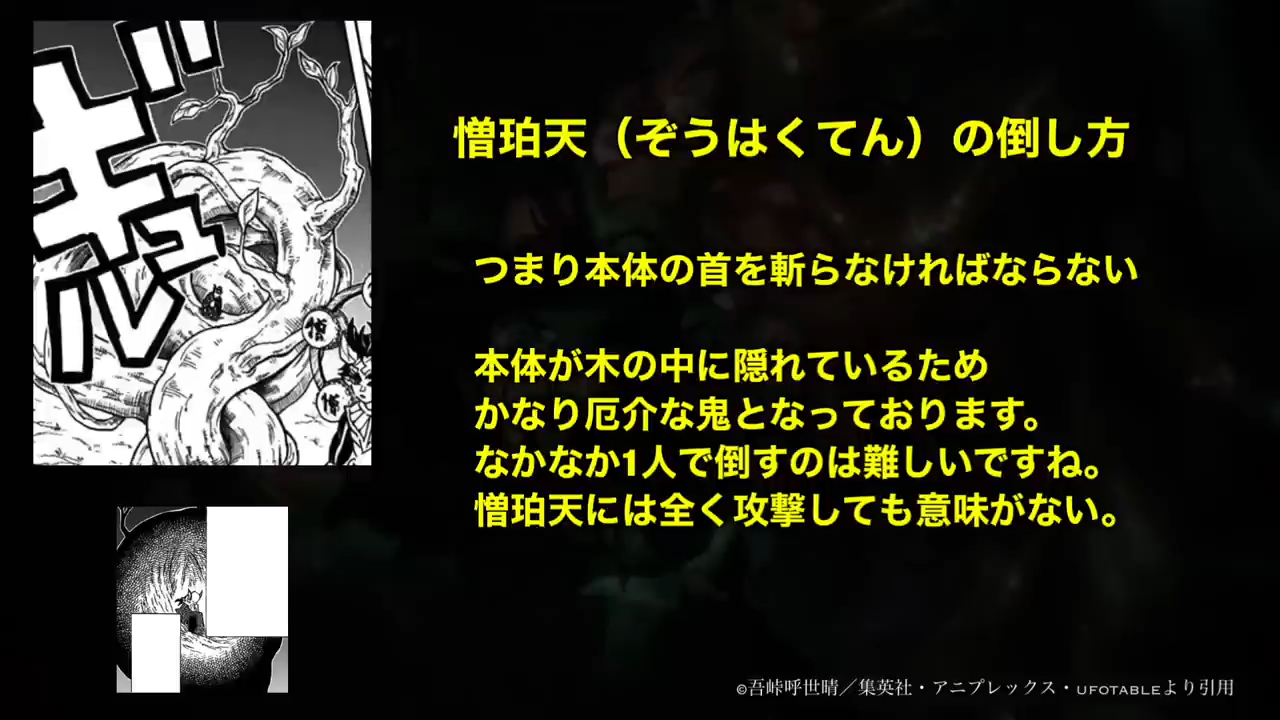 ギュルル
憎
憎
憎珀天（ぞうはくてん）の倒し方
つまり本体の首を斬らなければならない
本体が木の中に隠れているため
かなり厄介な鬼となっております。
なかなか1人で倒すのは難しいですね。
憎珀天には全く攻撃しても意味がない。
©吾峠呼世晴／集英社・アニプレックス・UFOTABLEより引用